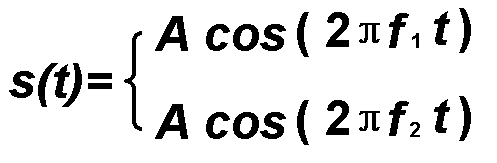 A cos( 2πf₁ t )
s(t)={
A cos( 2πf₂ t )